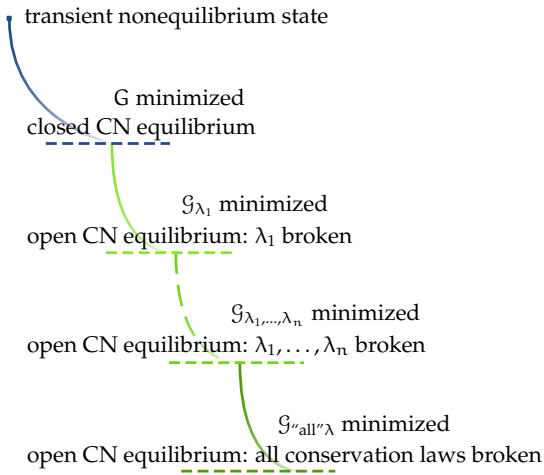 transient nonequilibrium state
G minimized
closed CN equilibrium
𝒢λ₁ minimized
open CN equilibrium: λ₁ broken
𝒢λ₁,...,λₙ minimized
open CN equilibrium: λ₁, . . . , λₙ broken
𝒢“all”λ minimized
open CN equilibrium: all conservation laws broken